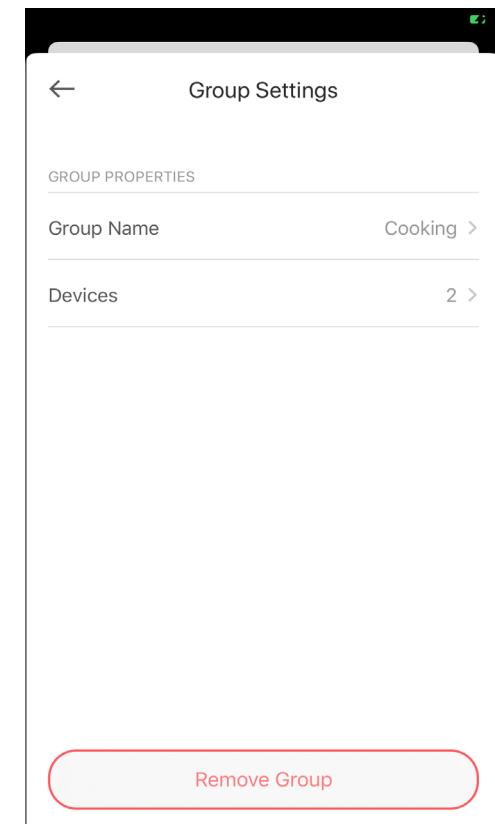 Group Settings
GROUP PROPERTIES
Group Name Cooking
Devices 2
Remove Group